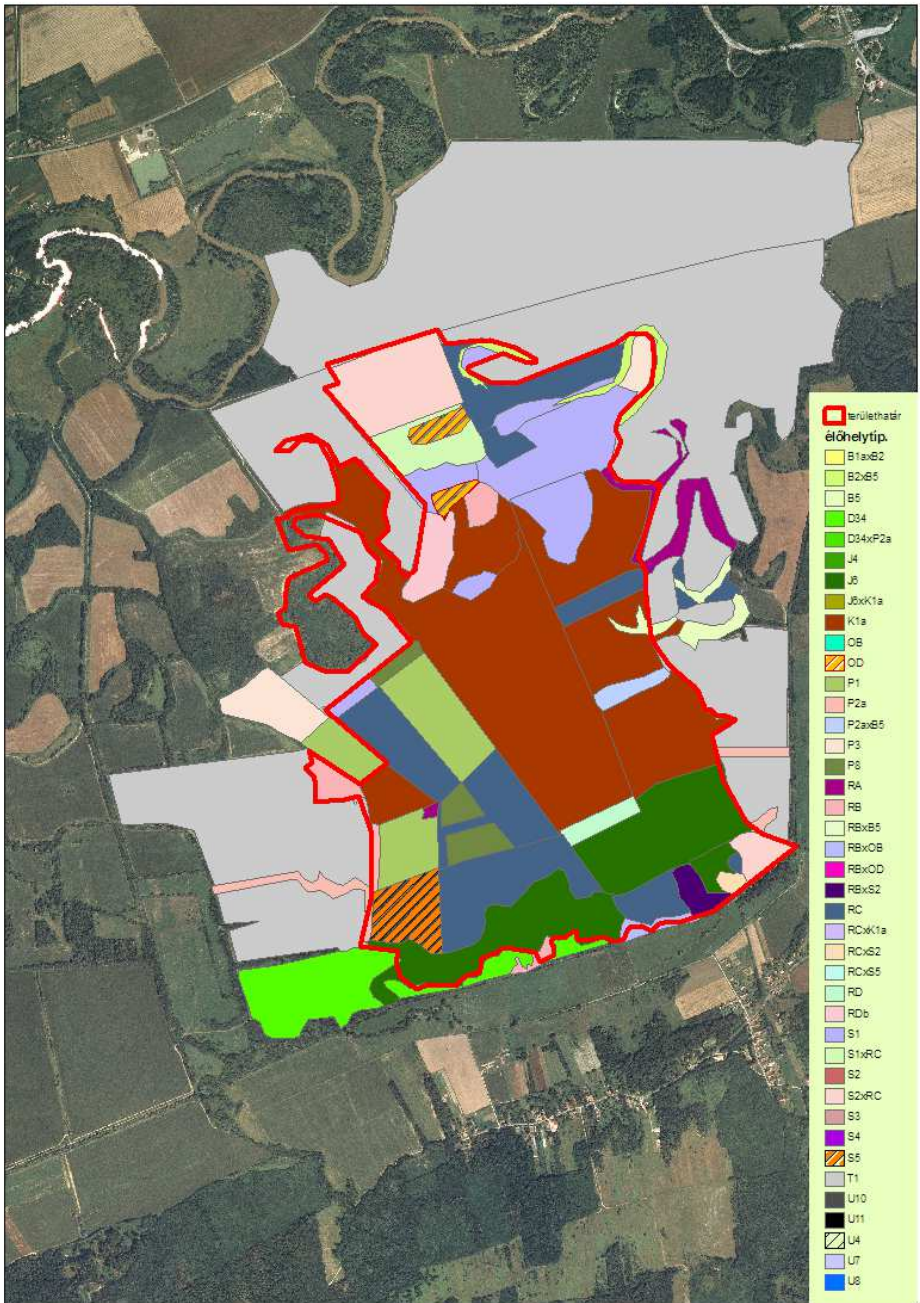 területhatár
élőhelytip.
B1axB2
B2xB5
B5
D34
D34xP2a
J4
J6
J6xK1a
K1a
OB
OD
P1
P2a
P2axB5
P3
P8
RA
RB
RBxB5
RBxOB
RBxOD
RBxS2
RC
RCxK1a
RCxS2
RCxS5
RD
RDb
S1
S1xRC
S2
S2xRC
S3
S4
S5
T1
U10
U11
U4
U7
U8